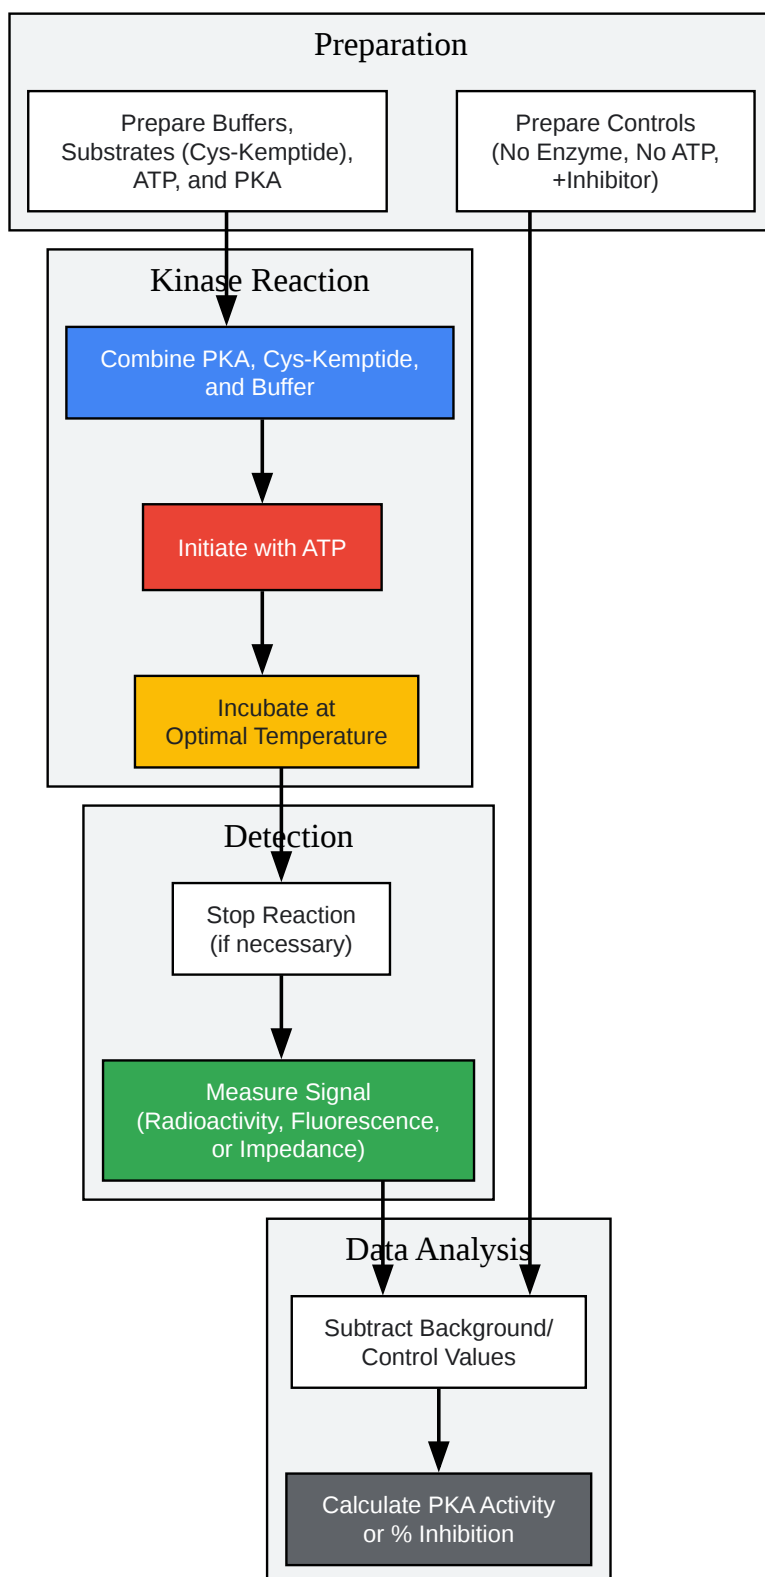 Preparation
Prepare Buffers,
Substrates (Cys-Kemptide),
ATP, and PKA
Prepare Controls
(No Enzyme, No ATP,
+Inhibitor)
Kinase Reaction
Combine PKA, Cys-Kemptide,
and Buffer
Initiate with ATP
Incubate at
Optimal Temperature
Detection
Stop Reaction
(if necessary)
Measure Signal
(Radioactivity, Fluorescence,
or Impedance)
Data Analysis
Subtract Background/
Control Values
Calculate PKA Activity
or % Inhibition